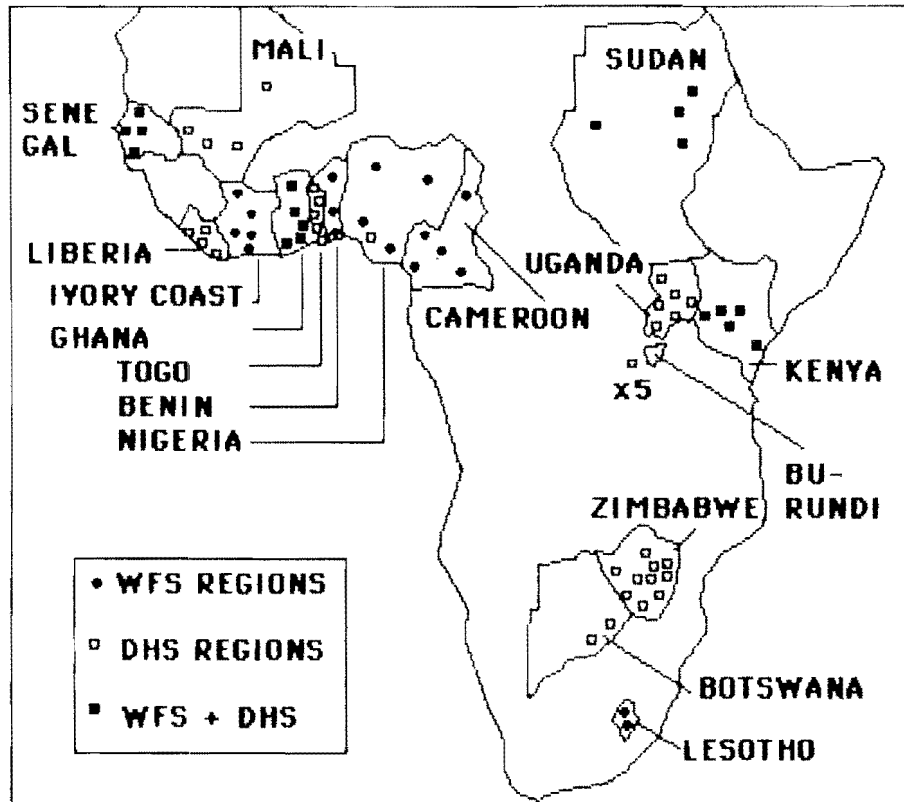 MALI
SUDAN
SENE
GAL
LIBERIA
UGANDA
IVORY COAST
CAMEROON
GHANA
TOGO
KENYA
x5
BENIN
NIGERIA
BU-
RUNDI
ZIMBABWE
WFS REGIONS
DHS REGIONS
WFS + DHS
BOTSWANA
LESOTHO